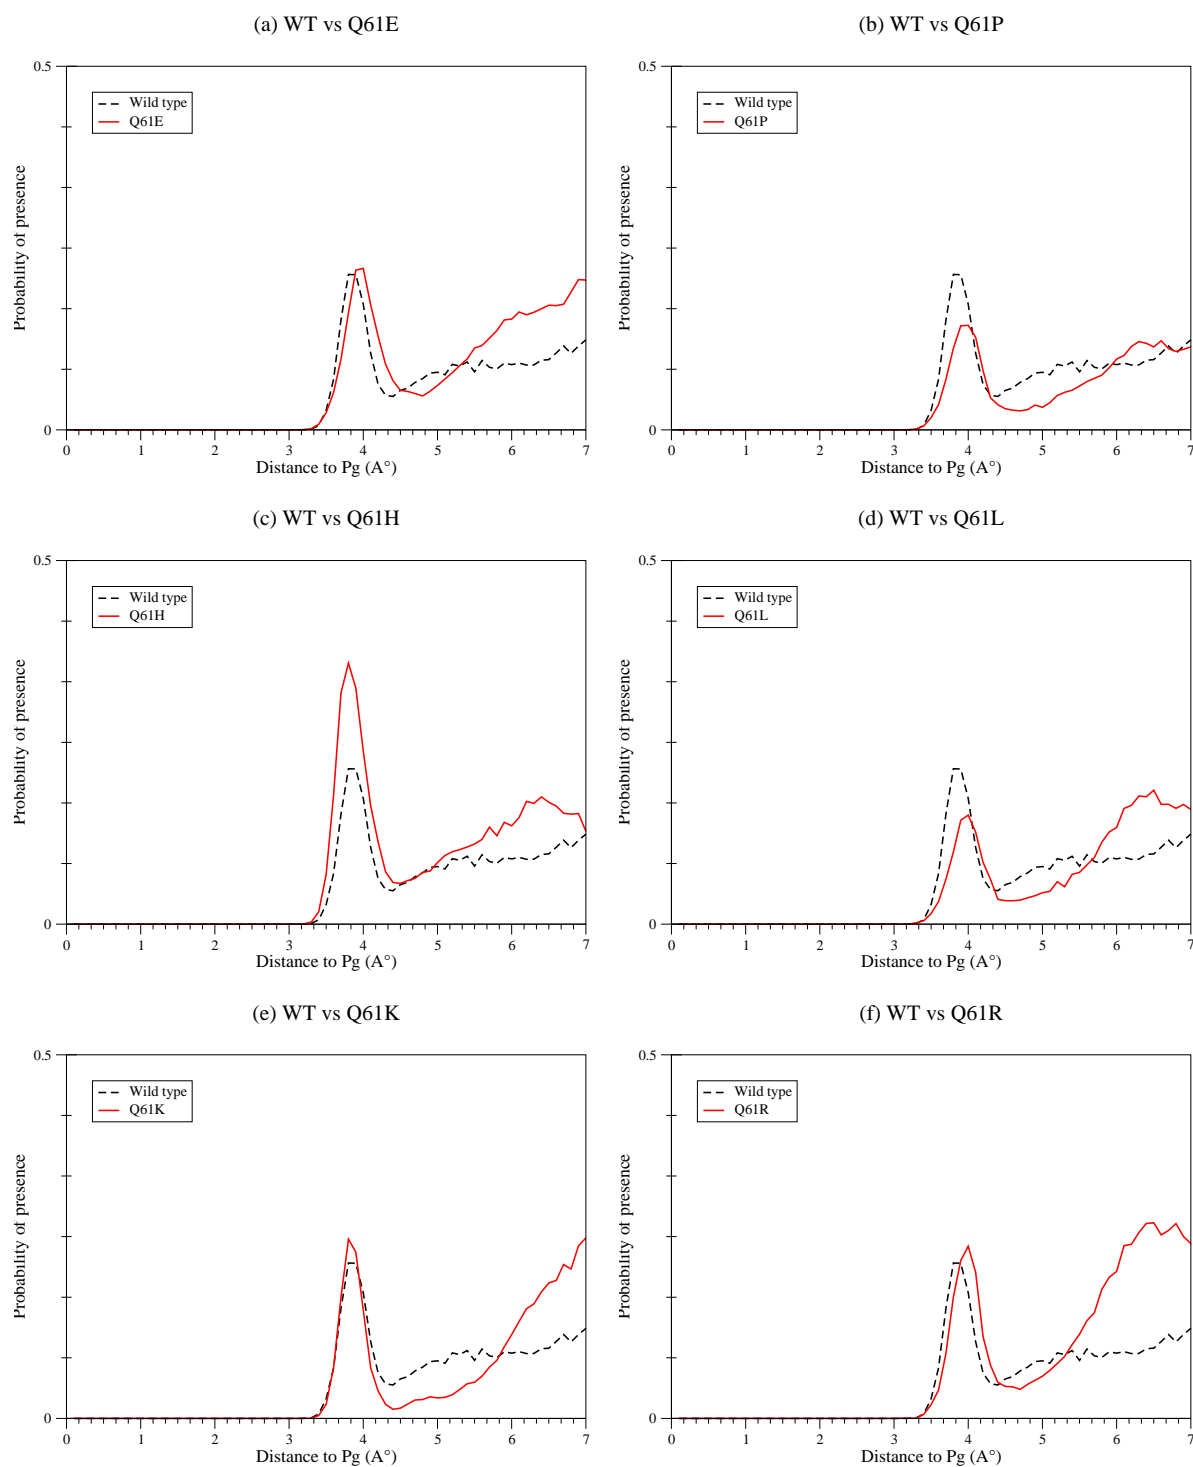 (a) WT vs Q61E
0.5
Wild type
Q61E
Probability of presence
0
0 1 2 3 4 5 6 7
Distance to Pg (A°)
(b) WT vs Q61P
0.5
Wild type
Q61P
Probability of presence
0
0 1 2 3 4 5 6 7
Distance to Pg (A°)
(c) WT vs Q61H
0.5
Wild type
Q61H
Probability of presence
0
0 1 2 3 4 5 6 7
Distance to Pg (A°)
(d) WT vs Q61L
0.5
Wild type
Q61L
Probability of presence
0
0 1 2 3 4 5 6 7
Distance to Pg (A°)
(e) WT vs Q61K
0.5
Wild type
Q61K
Probability of presence
0
0 1 2 3 4 5 6 7
Distance to Pg (A°)
(f) WT vs Q61R
0.5
Wild type
Q61R
Probability of presence
0
0 1 2 3 4 5 6 7
Distance to Pg (A°)